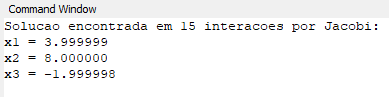 Command Window
Solucao encontrada em 15 interacoes por Jacobi:
x1 = 3.999999
x2 = 8.000000
x3 = -1.999998